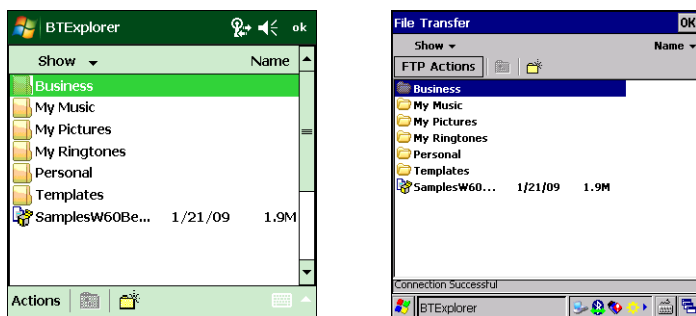 BTExplorer ok
Show Name
Business
My Music
My Pictures
My Ringtones
Personal
Templates
SamplesW60Be... 1/21/09 1.9M
Actions
File Transfer OK
Show Name
FTP Actions
Business
My Music
My Pictures
My Ringtones
Personal
Templates
Samples₩60... 1/21/09 1.9M
Connection Successful
BTExplorer